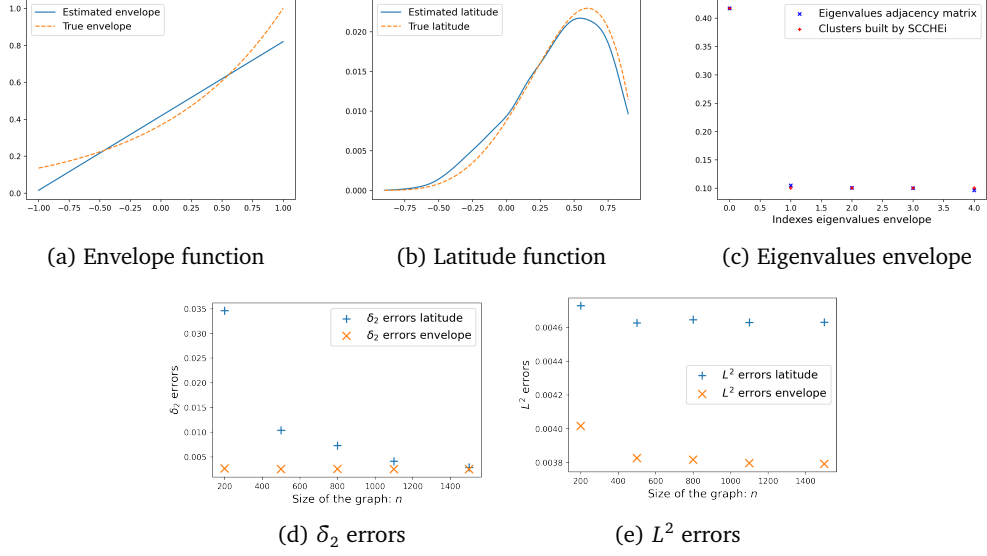 Estimated envelope
True envelope
1.0
0.8
0.6
0.4
0.2
0.0
−1.00 −0.75 −0.50 −0.25 0.00 0.25 0.50 0.75 1.00
(a) Envelope function
Estimated latitude
True latitude
0.020
0.015
0.010
0.005
0.000
−0.75 −0.50 −0.25 0.00 0.25 0.50 0.75
(b) Latitude function
Eigenvalues adjacency matrix
Clusters built by SCCHEi
0.40
0.35
0.30
0.25
0.20
0.15
0.10
0.0 0.5 1.0 1.5 2.0 2.5 3.0 3.5 4.0
Indexes eigenvalues envelope
(c) Eigenvalues envelope
δ₂ errors latitude
δ₂ errors envelope
0.035
0.030
0.025
0.020
0.015
0.010
0.005
δ₂ errors
200 400 600 800 1000 1200 1400
Size of the graph: n
(d) δ₂ errors
L² errors latitude
L² errors envelope
0.0046
0.0044
0.0042
0.0040
0.0038
L² errors
200 400 600 800 1000 1200 1400
Size of the graph: n
(e) L² errors